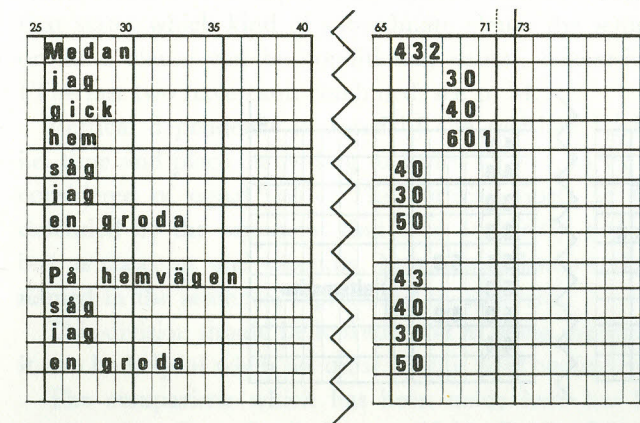 25 30 35 40 65 71 73
Medan 432
jag 30
gick 40
hem 601
såg 40
jag 30
en groda 50
På hemvägen 43
såg 40
jag 30
en groda 50